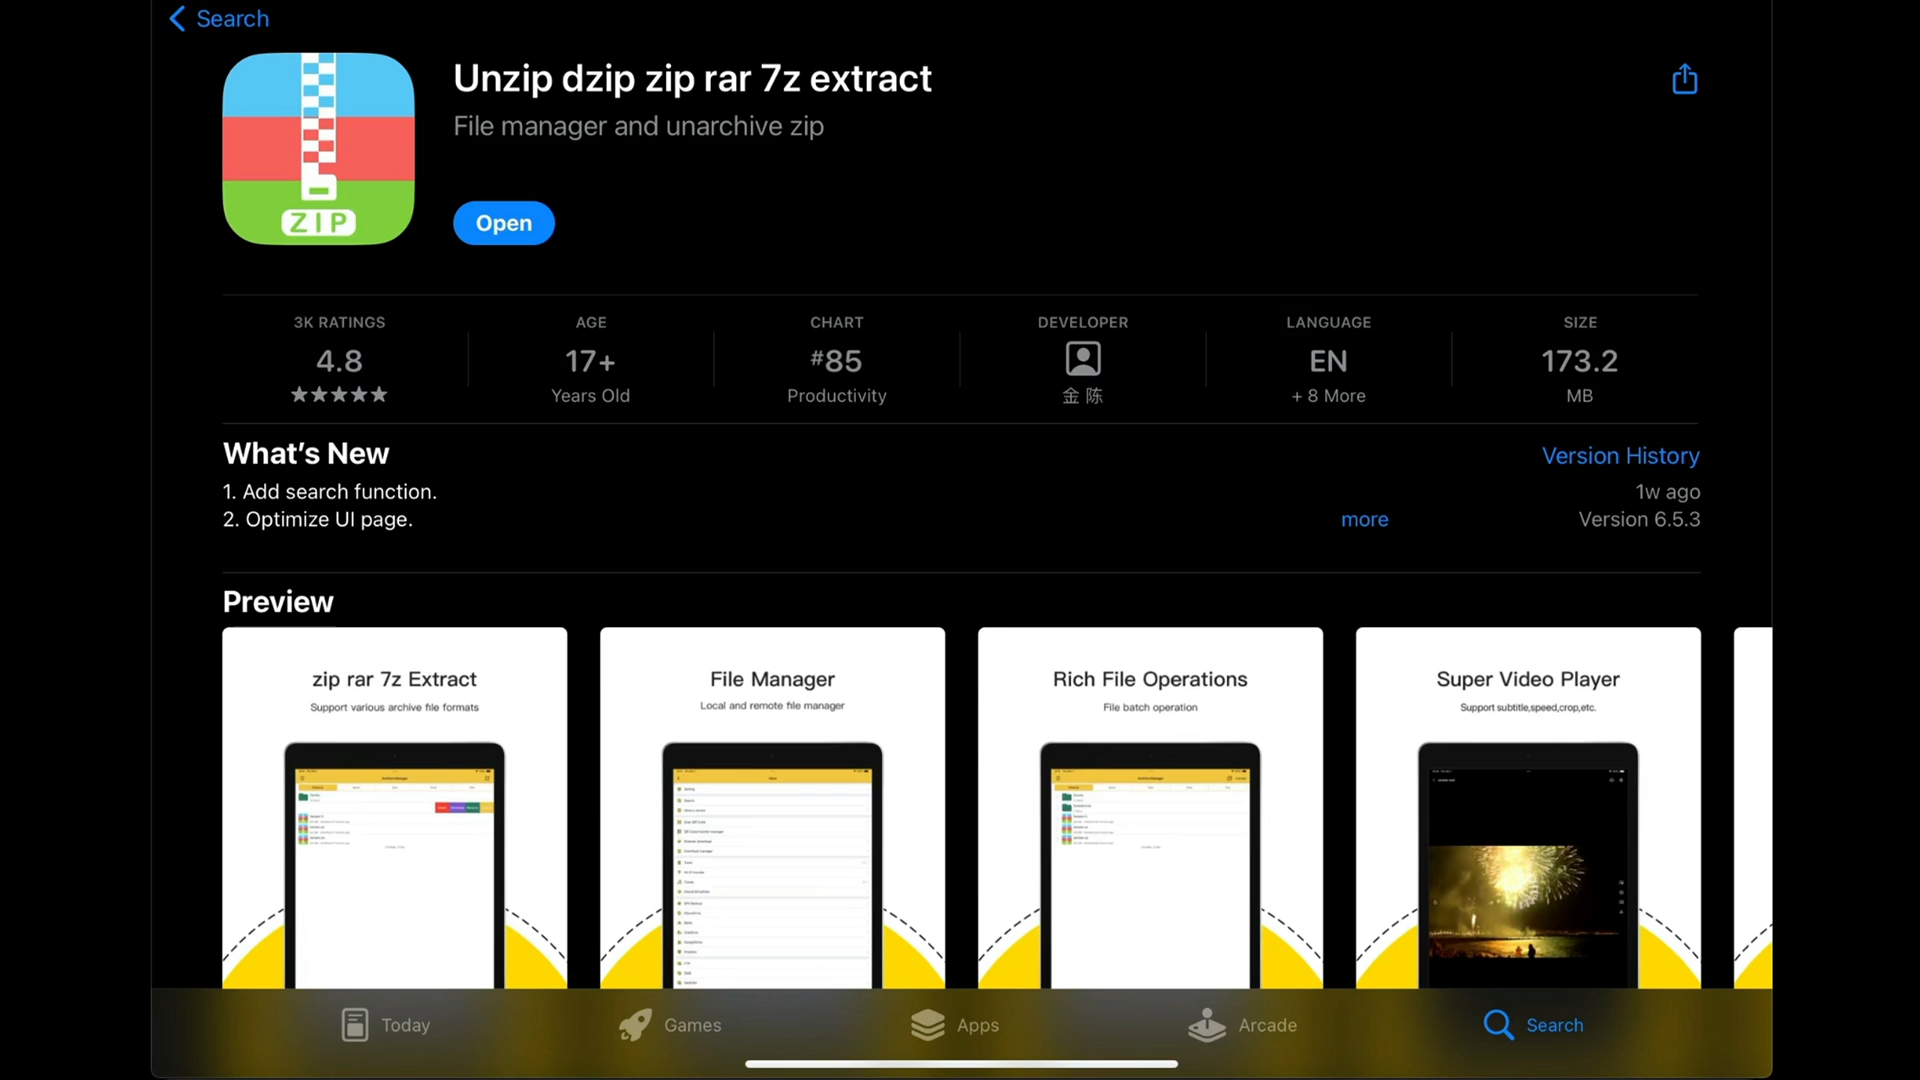 Search
Unzip dzip zip rar 7z extract
File manager and unarchive zip
ZIP
Open
3K RATINGS
4.8
AGE
17+
Years Old
CHART
#85
Productivity
DEVELOPER
金 陈
LANGUAGE
EN
+ 8 More
SIZE
173.2
MB
What's New
Version History
1. Add search function.
1w ago
2. Optimize UI page.
more
Version 6.5.3
Preview
zip rar 7z Extract
Support various archive file formats
File Manager
Local and remote file manager
Rich File Operations
File batch operation
Super Video Player
Support subtitle,speed,crop,etc.
Today
Games
Apps
Arcade
Search